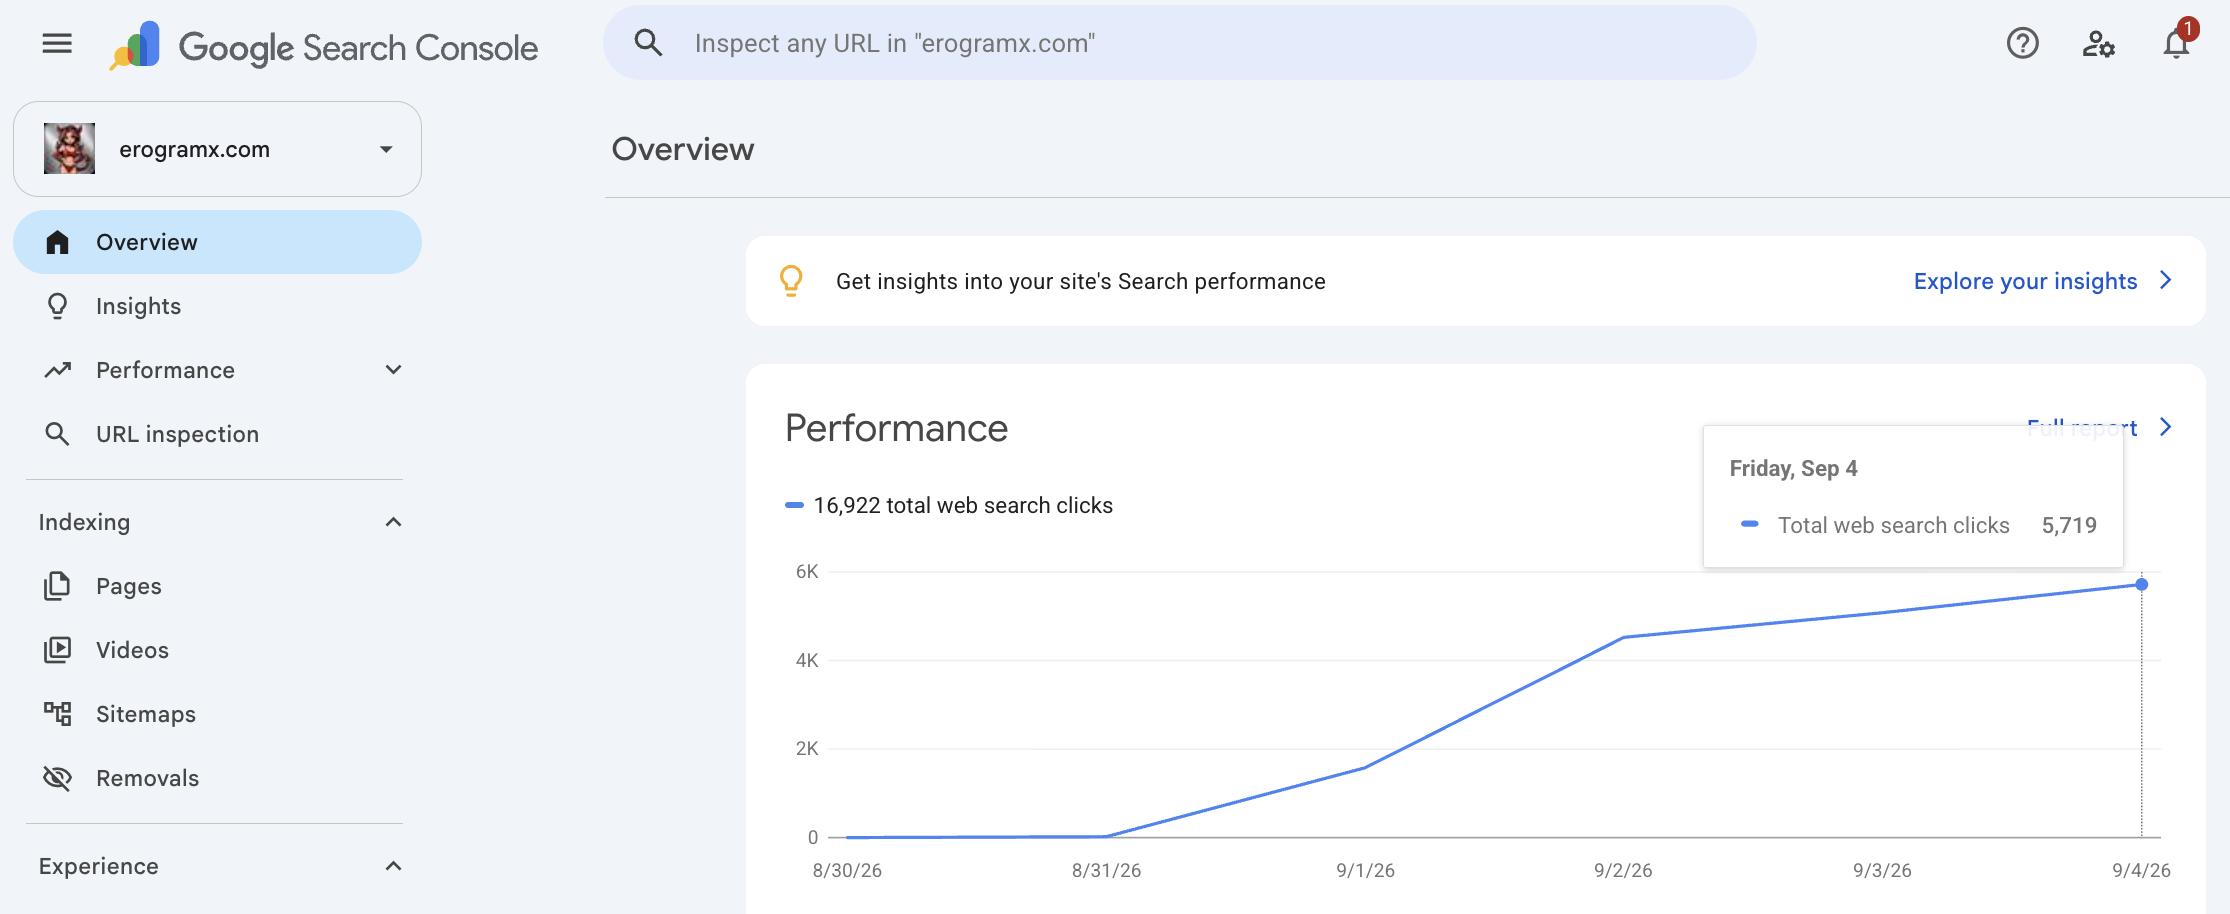 Google Search Console
Inspect any URL in "erogramx.com"
1
erogramx.com
Overview
Insights
Performance
URL inspection
Indexing
Pages
Videos
Sitemaps
Removals
Experience
Overview
Get insights into your site's Search performance
Explore your insights
Performance
Full report
16,922 total web search clicks
Friday, Sep 4
Total web search clicks 5,719
6K
4K
2K
0
8/30/26 8/31/26 9/1/26 9/2/26 9/3/26 9/4/26